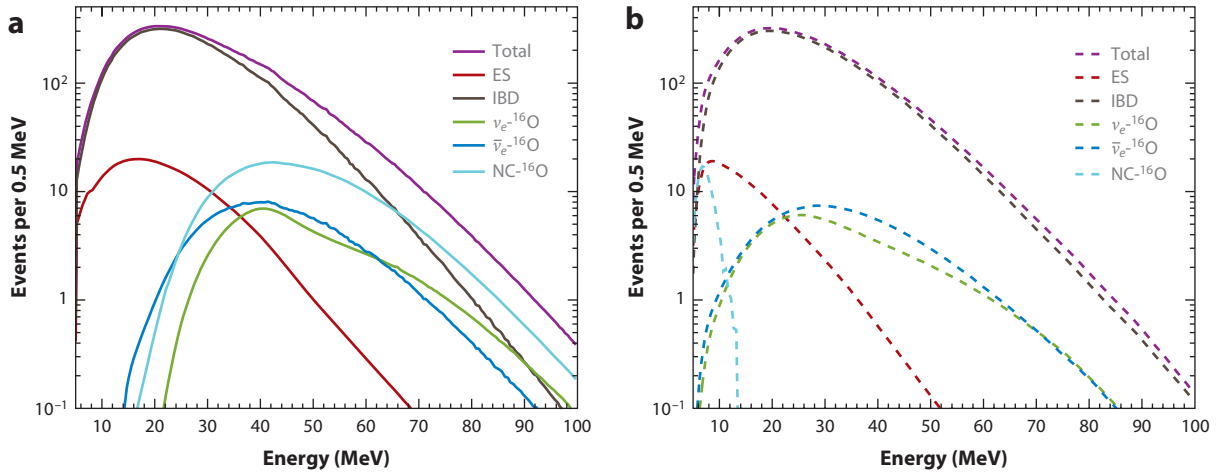 a
Events per 0.5 MeV
10²
10
1
10⁻¹
10 20 30 40 50 60 70 80 90 100
Energy (MeV)
Total
ES
IBD
νₑ-¹⁶O
ν̅ₑ-¹⁶O
NC-¹⁶O
b
Events per 0.5 MeV
10²
10
1
10⁻¹
10 20 30 40 50 60 70 80 90 100
Energy (MeV)
Total
ES
IBD
νₑ-¹⁶O
ν̅ₑ-¹⁶O
NC-¹⁶O